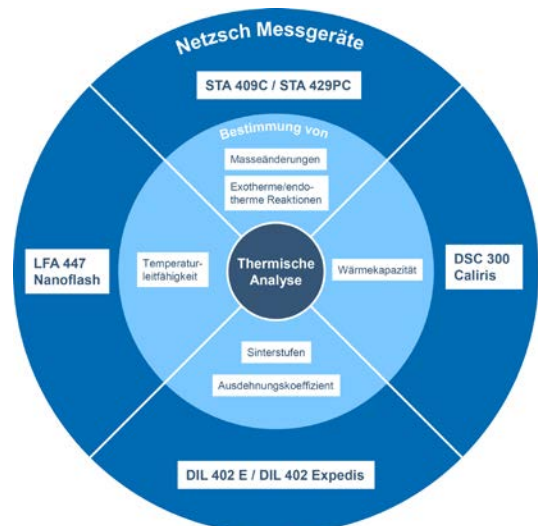 Netzsch Messgeräte
STA 409C / STA 429PC
Bestimmung von
Masseänderungen
Exotherme/endo-
therme Reaktionen
LFA 447
Nanoflash
Temperatur-
leitfähigkeit
Thermische
Analyse
Wärmekapazität
DSC 300
Caliris
Sinterstufen
Ausdehnungskoeffizient
DIL 402 E / DIL 402 Expedis